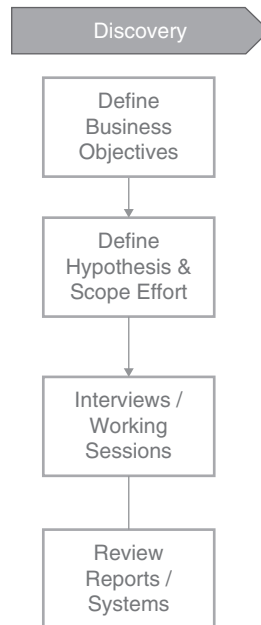 Discovery
Define
Business
Objectives
Define
Hypothesis &
Scope Effort
Interviews /
Working
Sessions
Review
Reports /
Systems